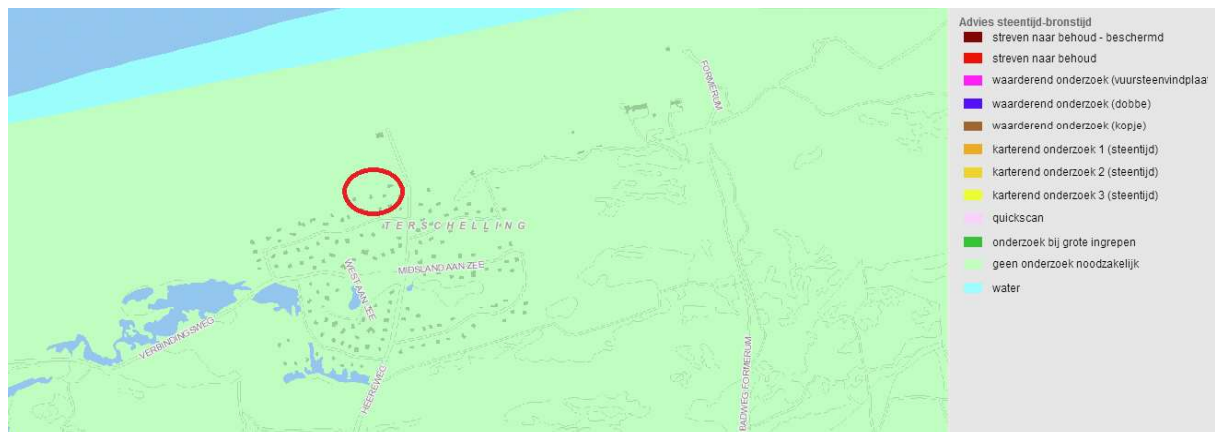 FORMERUM
TERSCHELLING
MIDSLAND AAN ZEE
WEST AAN ZEE
VERBINDINGSWEG
HEEREWEG
BADWEG FORMERUM
Advies steentijd-bronstijd
streven naar behoud - beschermd
streven naar behoud
waarderend onderzoek (vuursteenvindplaat
waarderend onderzoek (dobbe)
waarderend onderzoek (kopje)
karterend onderzoek 1 (steentijd)
karterend onderzoek 2 (steentijd)
karterend onderzoek 3 (steentijd)
quickscan
onderzoek bij grote ingrepen
geen onderzoek noodzakelijk
water